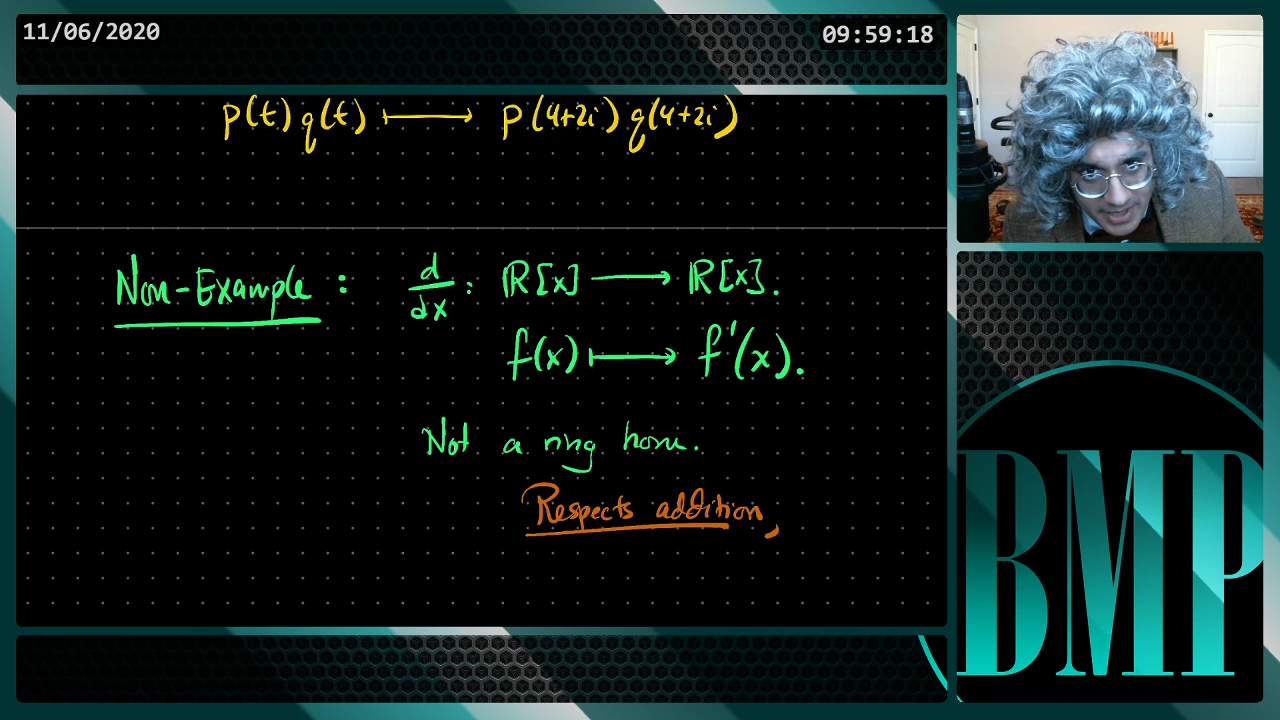 11/06/2020
09:59:18
p(t) q(t) ⟼ p(4+2i) q(4+2i)
Non-Example : d/dx : ℝ[x] ⟶ ℝ[x].
f(x) ⟼ f'(x).
Not a ring hom.
Respects addition,
BMP